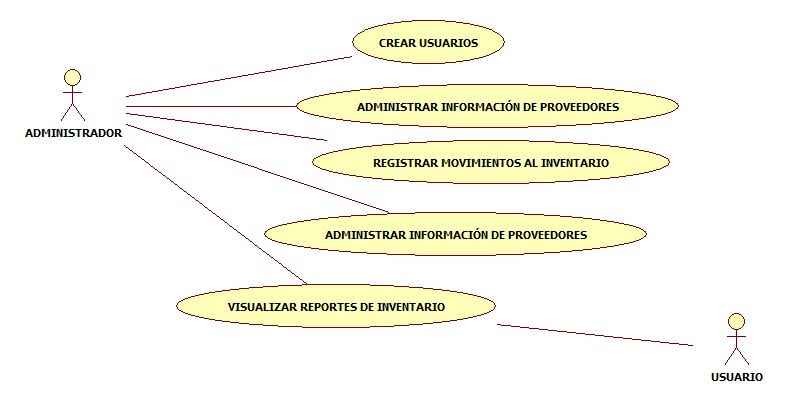 CREAR USUARIOS
ADMINISTRADOR
ADMINISTRAR INFORMACIÓN DE PROVEEDORES
REGISTRAR MOVIMIENTOS AL INVENTARIO
ADMINISTRAR INFORMACIÓN DE PROVEEDORES
VISUALIZAR REPORTES DE INVENTARIO
USUARIO